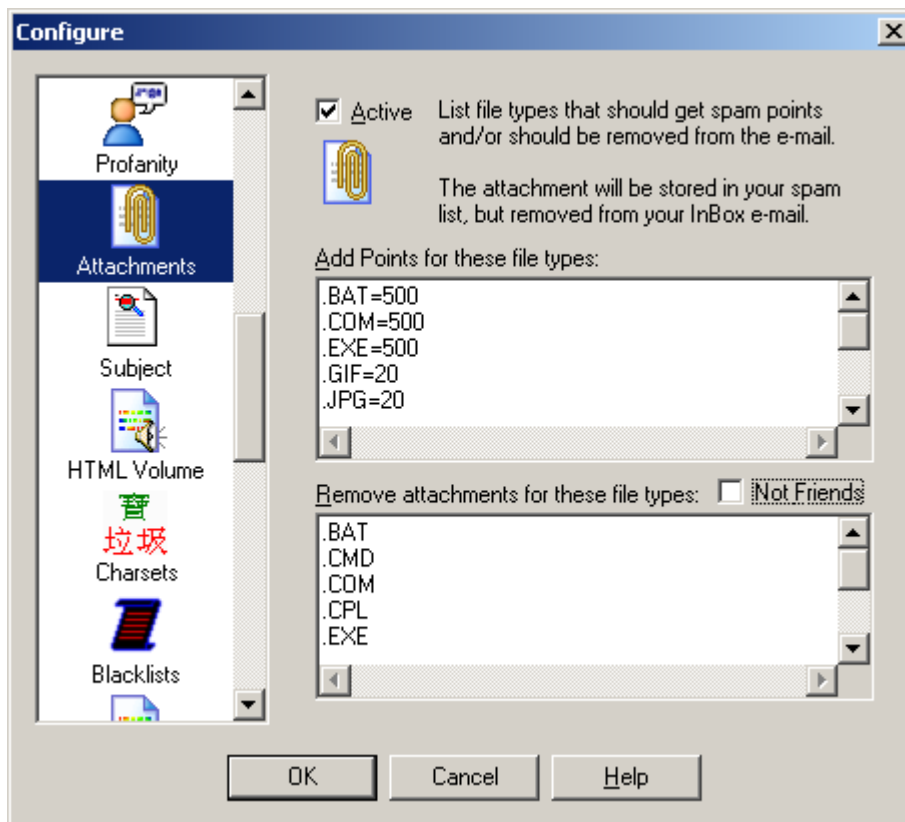 Configure
Profanity
Attachments
Subject
HTML Volume
寶
垃圾
Charsets
Blacklists
Active
List file types that should get spam points
and/or should be removed from the e-mail.
The attachment will be stored in your spam
list, but removed from your InBox e-mail.
Add Points for these file types:
.BAT=500
.COM=500
.EXE=500
.GIF=20
.JPG=20
Remove attachments for these file types:
Not Friends
.BAT
.CMD
.COM
.CPL
.EXE
OK
Cancel
Help